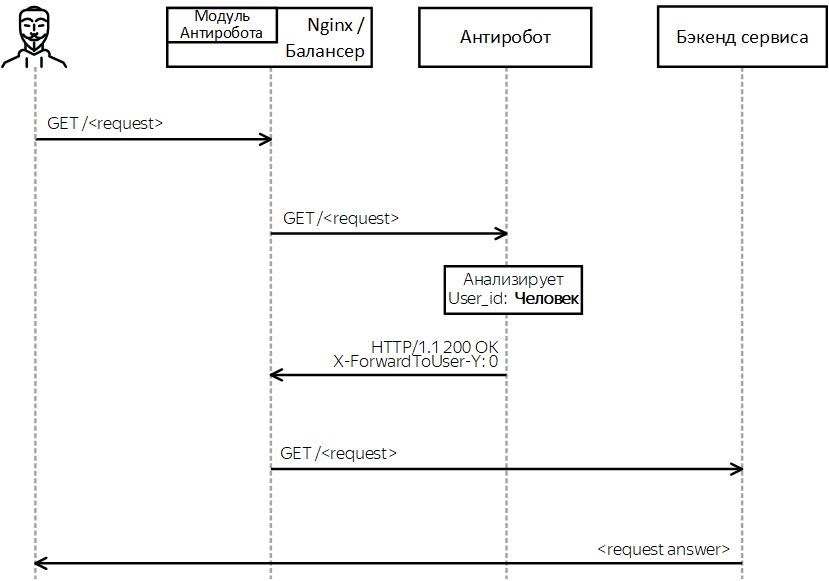 Модуль
Антиробота
Nginx /
Балансер
Антиробот
Бэкенд сервиса
GET /<request>
GET /<request>
Анализирует
User_id: Человек
HTTP/1.1 200 OK
X-ForwardToUser-Y: 0
GET /<request>
<request answer>